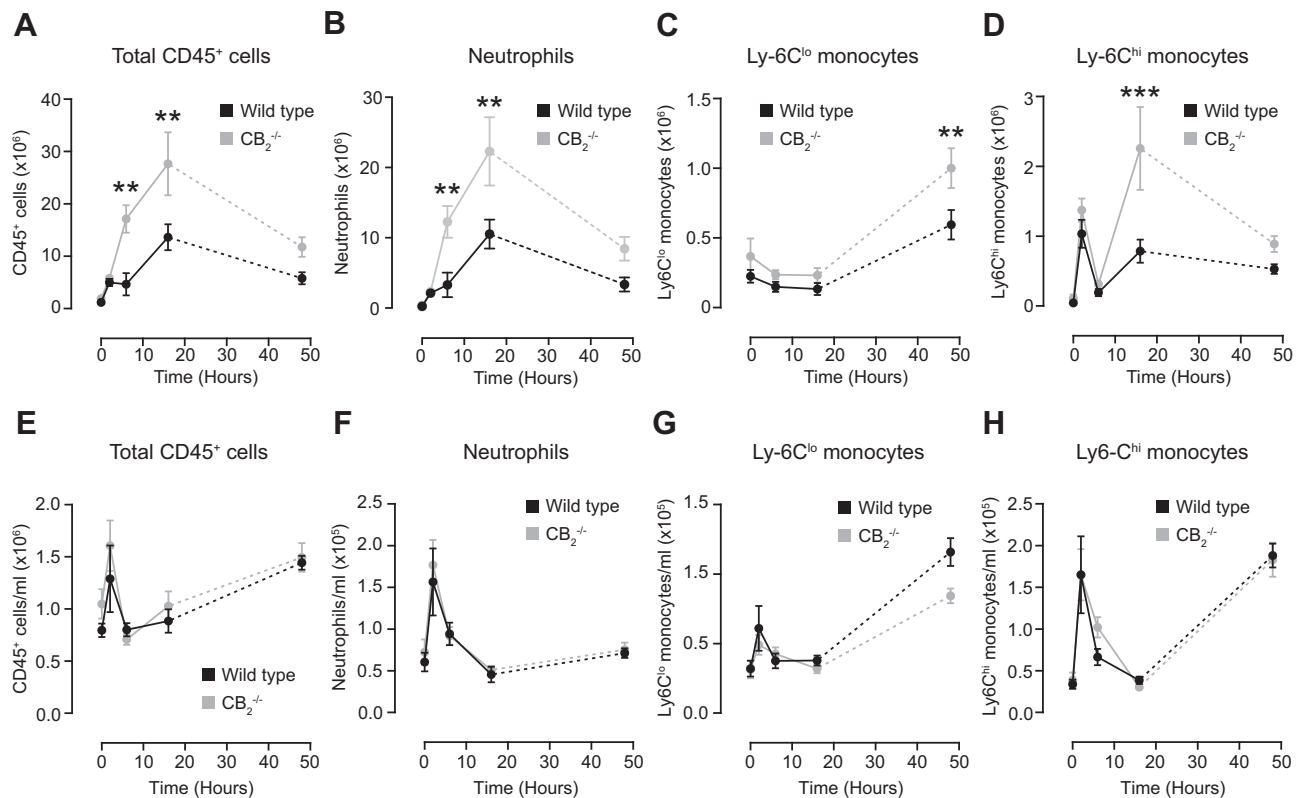 A
Total CD45⁺ cells
CD45⁺ cells (x10⁶)
40
30
20
10
0
**
**
Wild type
CB₂⁻/⁻
0 10 20 30 40 50
Time (Hours)
B
Neutrophils
Neutrophils (x10⁶)
30
20
10
0
**
**
Wild type
CB₂⁻/⁻
0 10 20 30 40 50
Time (Hours)
C
Ly-6Cˡᵒ monocytes
Ly6Cˡᵒ monocytes (x10⁶)
1.5
1.0
0.5
0
**
Wild type
CB₂⁻/⁻
0 10 20 30 40 50
Time (Hours)
D
Ly-6Cʰⁱ monocytes
Ly6Cʰⁱ monocytes (x10⁶)
3
2
1
0
***
Wild type
CB₂⁻/⁻
0 10 20 30 40 50
Time (Hours)
E
Total CD45⁺ cells
CD45⁺ cells/ml (x10⁶)
2.0
1.5
1.0
0.5
0.0
Wild type
CB₂⁻/⁻
0 10 20 30 40 50
Time (Hours)
F
Neutrophils
Neutrophils/ml (x10⁵)
2.5
2.0
1.5
1.0
0.5
0.0
Wild type
CB₂⁻/⁻
0 10 20 30 40 50
Time (Hours)
G
Ly-6Cˡᵒ monocytes
Ly6Cˡᵒ monocytes/ml (x10⁵)
1.5
1.5
0.5
0.0
Wild type
CB₂⁻/⁻
0 10 20 30 40 50
Time (Hours)
H
Ly6-Cʰⁱ monocytes
Ly6Cʰⁱ monocytes/ml (x10⁵)
2.5
2.0
1.5
1.0
0.5
0.0
Wild type
CB₂⁻/⁻
0 10 20 30 40 50
Time (Hours)